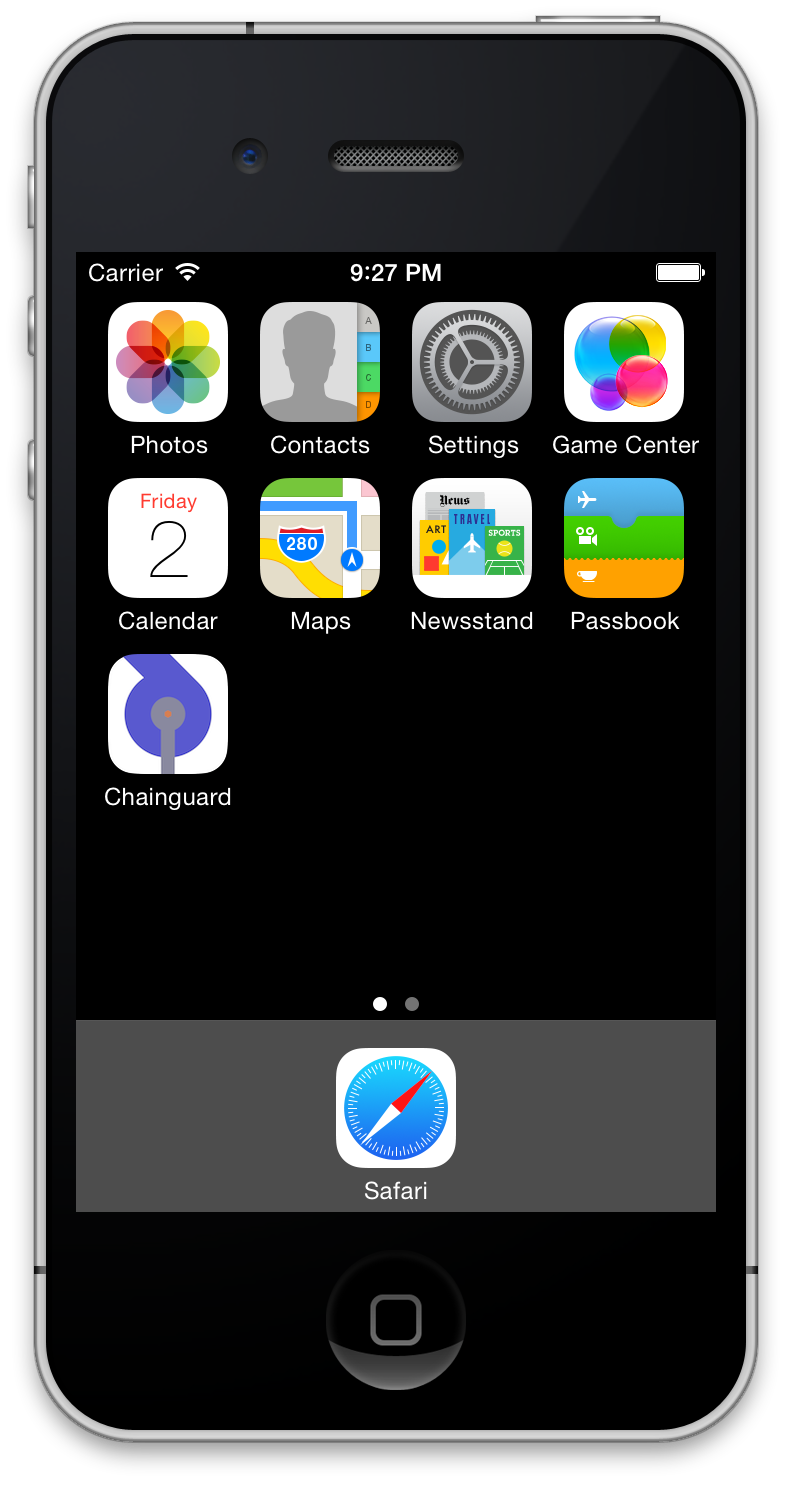 Carrier 9:27 PM
A
B
C
D
Photos Contacts Settings Game Center
Friday
2
280
News
ART
TRAVEL
SPORTS
Calendar Maps Newsstand Passbook
Chainguard
Safari